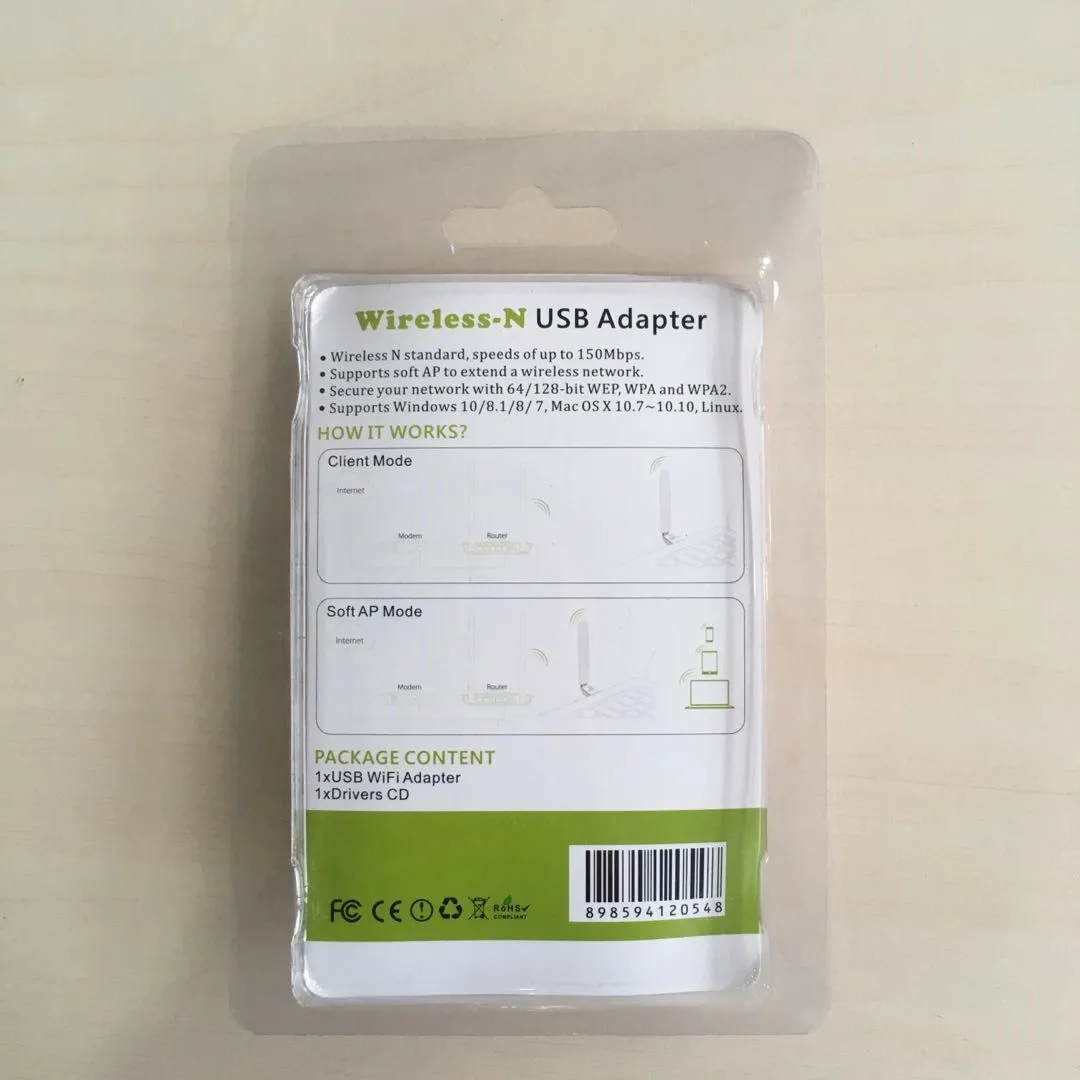 Wireless-N USB Adapter
• Wireless N standard, speeds of up to 150Mbps.
• Supports soft AP to extend a wireless network.
• Secure your network with 64/128-bit WEP, WPA and WPA2.
• Supports Windows 10/8.1/8/ 7, Mac OS X 10.7~10.10, Linux.
HOW IT WORKS?
Client Mode
Internet
Modem
Router
Soft AP Mode
Internet
Modem
Router
PACKAGE CONTENT
1xUSB WiFi Adapter
1xDrivers CD
FC CE RoHS✓
COMPLIANT
898594120548